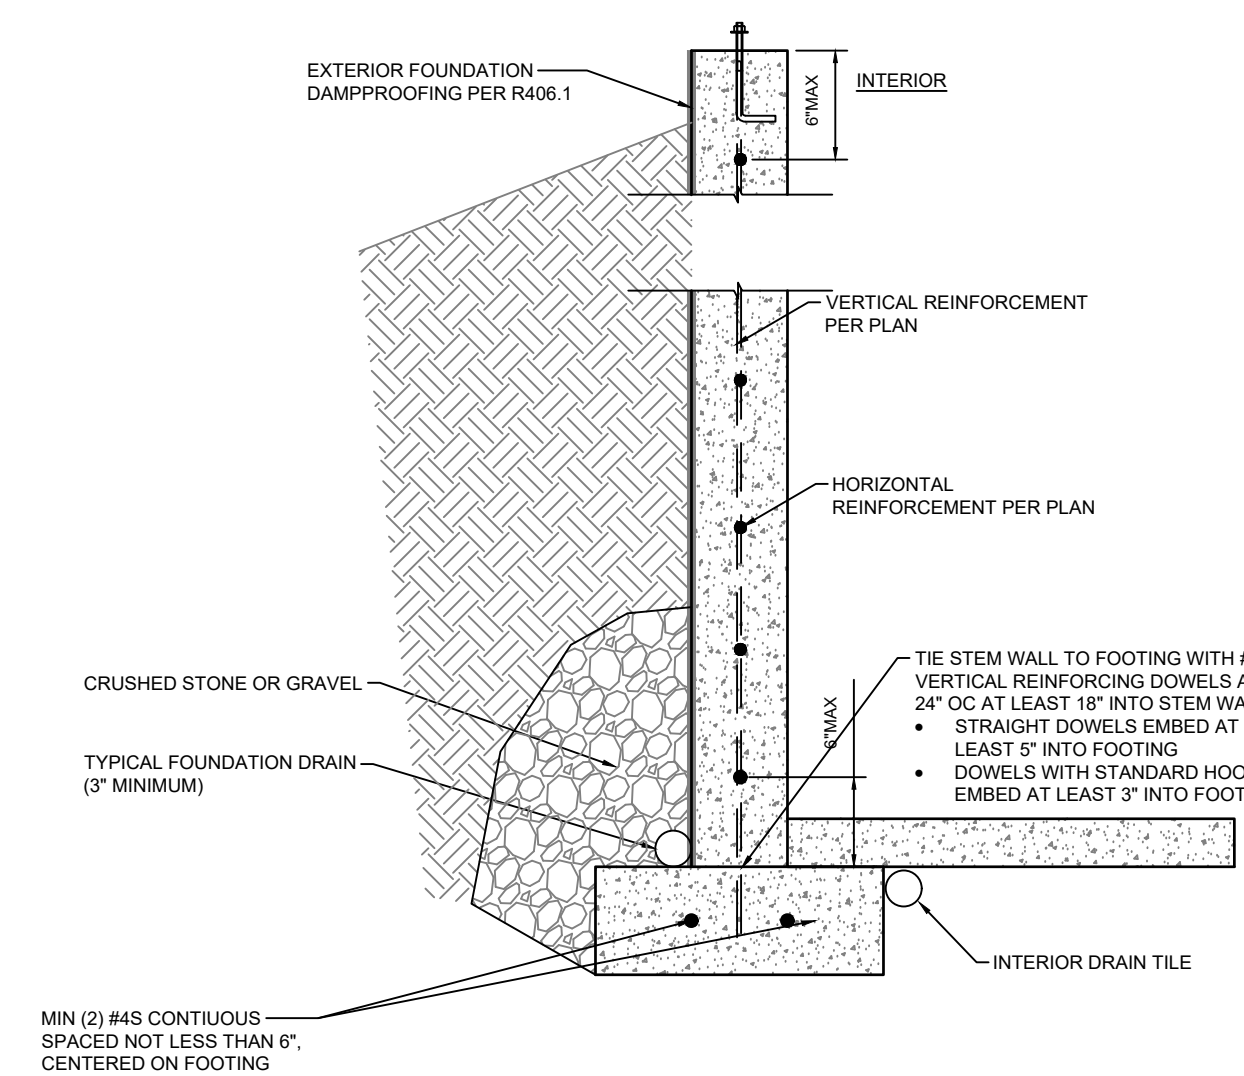 EXTERIOR FOUNDATION
DAMPPROOFING PER R406.1
6"MAX
INTERIOR
VERTICAL REINFORCEMENT
PER PLAN
HORIZONTAL
REINFORCEMENT PER PLAN
TIE STEM WALL TO FOOTING WITH #
VERTICAL REINFORCING DOWELS A
24" OC AT LEAST 18" INTO STEM WA
• STRAIGHT DOWELS EMBED AT
LEAST 5" INTO FOOTING
• DOWELS WITH STANDARD HOO
EMBED AT LEAST 3" INTO FOOT
6"MAX
CRUSHED STONE OR GRAVEL
TYPICAL FOUNDATION DRAIN
(3" MINIMUM)
INTERIOR DRAIN TILE
MIN (2) #4S CONTIUOUS
SPACED NOT LESS THAN 6",
CENTERED ON FOOTING